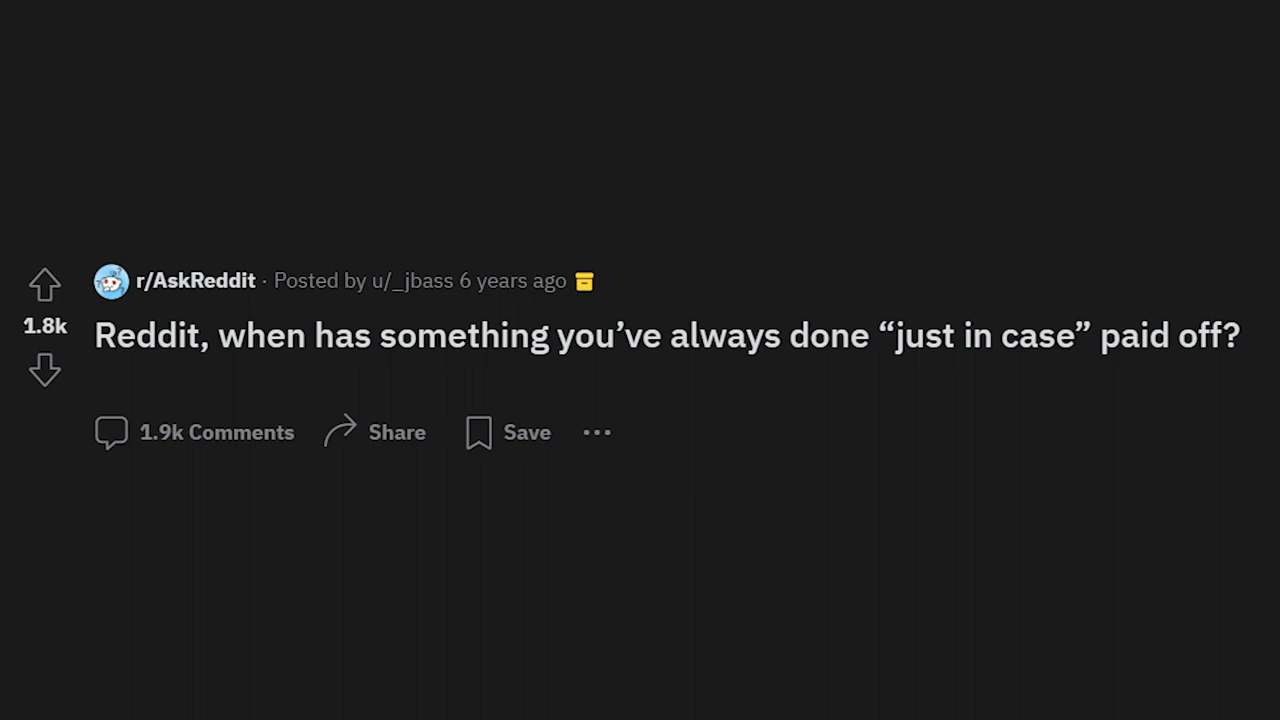 r/AskReddit · Posted by u/_jbass 6 years ago
1.8k
Reddit, when has something you’ve always done “just in case” paid off?
1.9k Comments Share Save